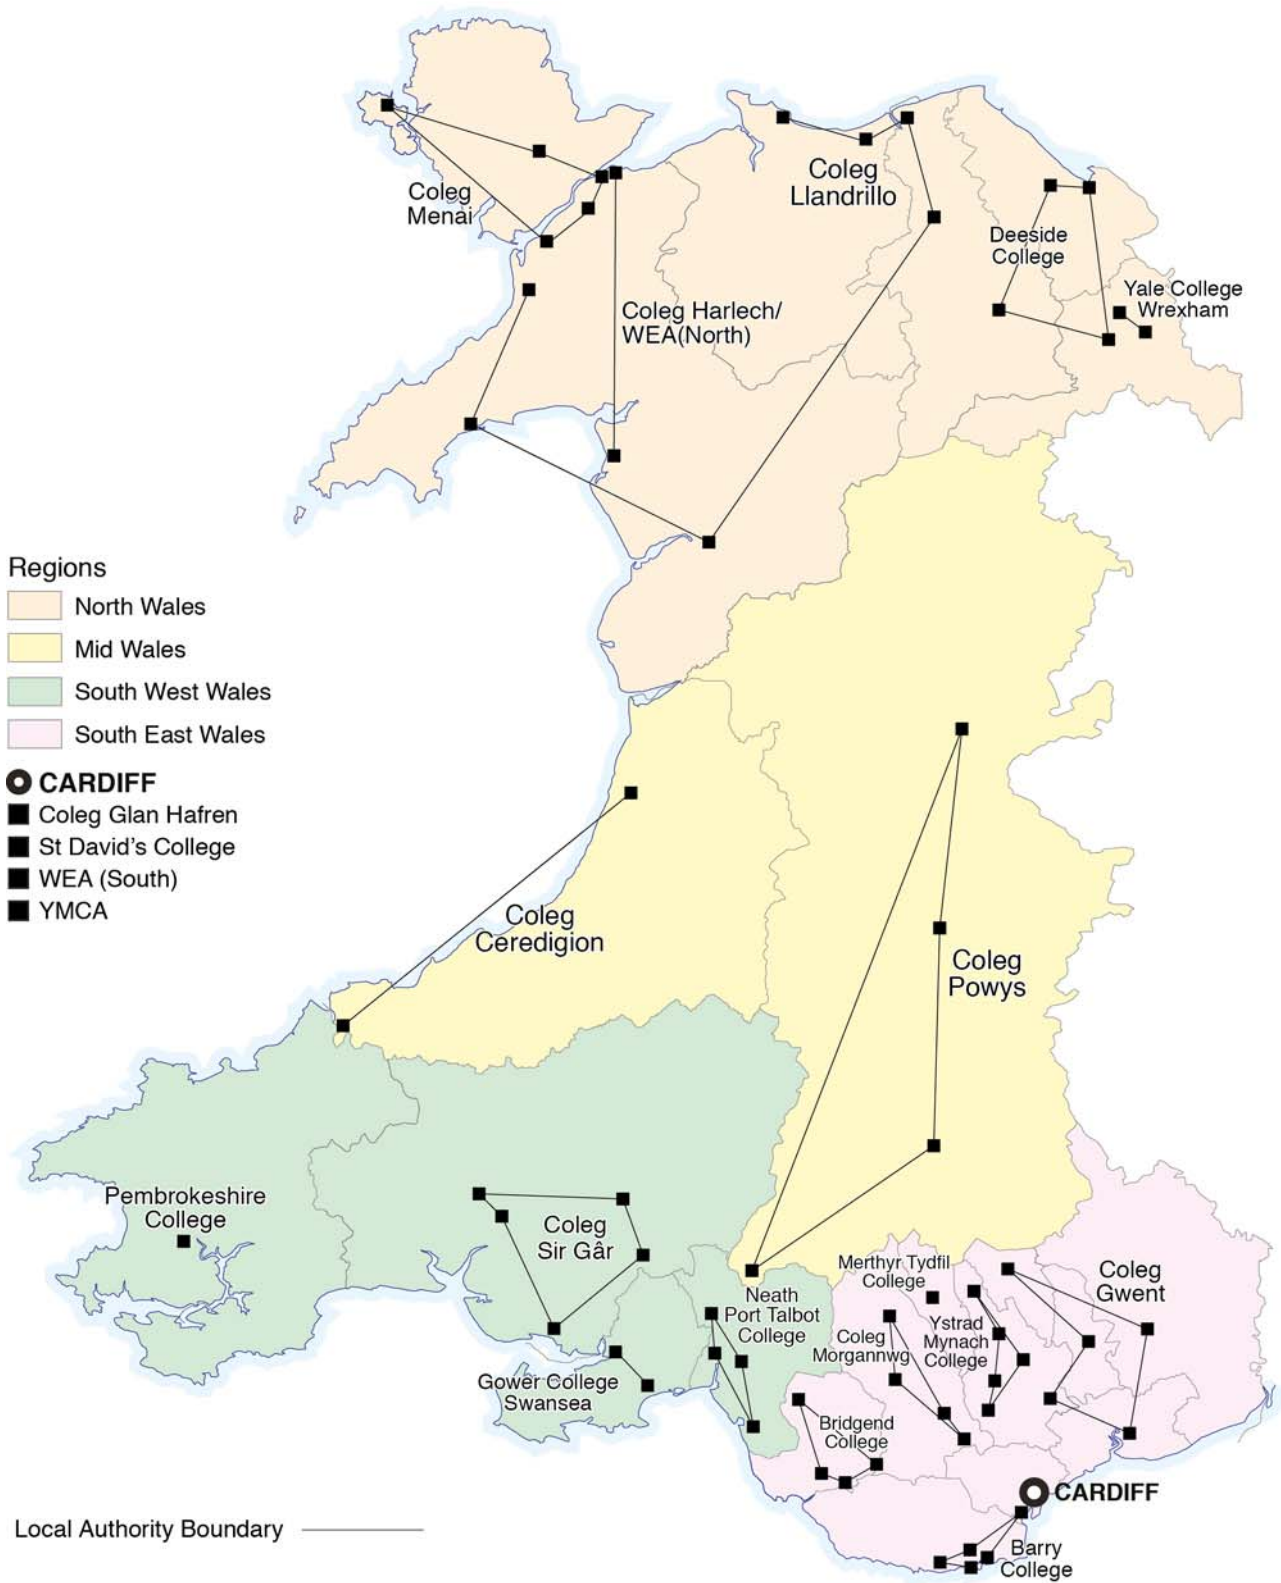 Coleg
Menai
Coleg
Llandrillo
Deeside
College
Yale College
Wrexham
Coleg Harlech/
WEA(North)
Regions
North Wales
Mid Wales
South West Wales
South East Wales
CARDIFF
Coleg Glan Hafren
St David's College
WEA (South)
YMCA
Coleg
Ceredigion
Coleg
Powys
Pembrokeshire
College
Coleg
Sir Gâr
Neath
Port Talbot
College
Gower College
Swansea
Merthyr Tydfil
College
Coleg
Morgannwg
Ystrad
Mynach
College
Coleg
Gwent
Bridgend
College
CARDIFF
Barry
College
Local Authority Boundary